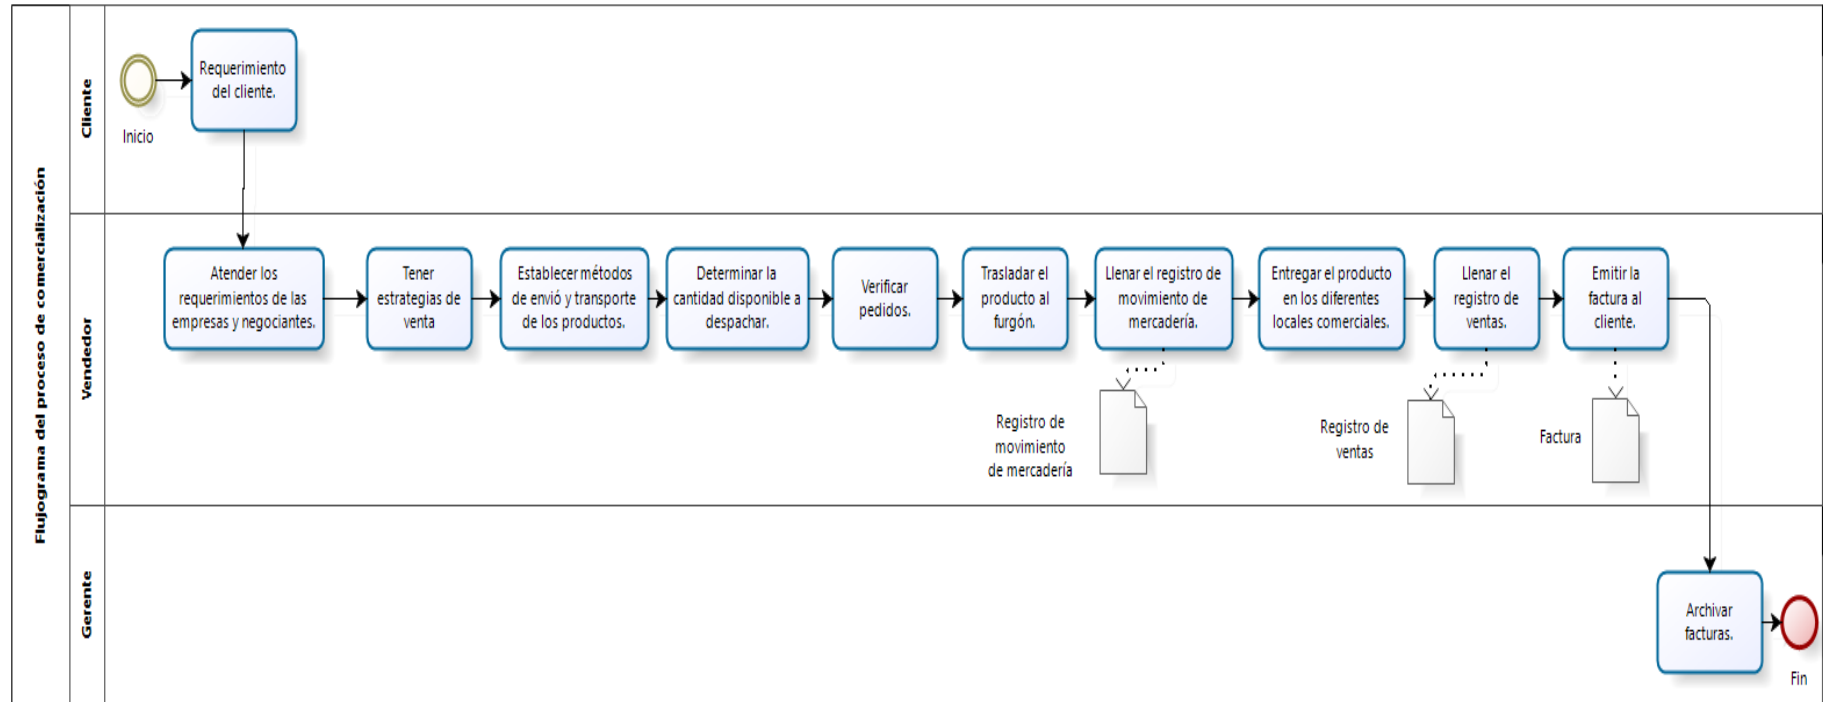 Flujograma del proceso de comercialización
Cliente
Inicio
Requerimiento
del cliente.
Vendedor
Atender los
requerimientos de las
empresas y negociantes.
Tener
estrategias de
venta
Establecer métodos
de envió y transporte
de los productos.
Determinar la
cantidad disponible a
despachar.
Verificar
pedidos.
Trasladar el
producto al
furgón.
Llenar el registro de
movimiento de
mercadería.
Entregar el producto
en los diferentes
locales comerciales.
Llenar el
registro de
ventas.
Emitir la
factura al
cliente.
Registro de
movimiento
de mercadería
Registro de
ventas
Factura
Gerente
Archivar
facturas.
Fin